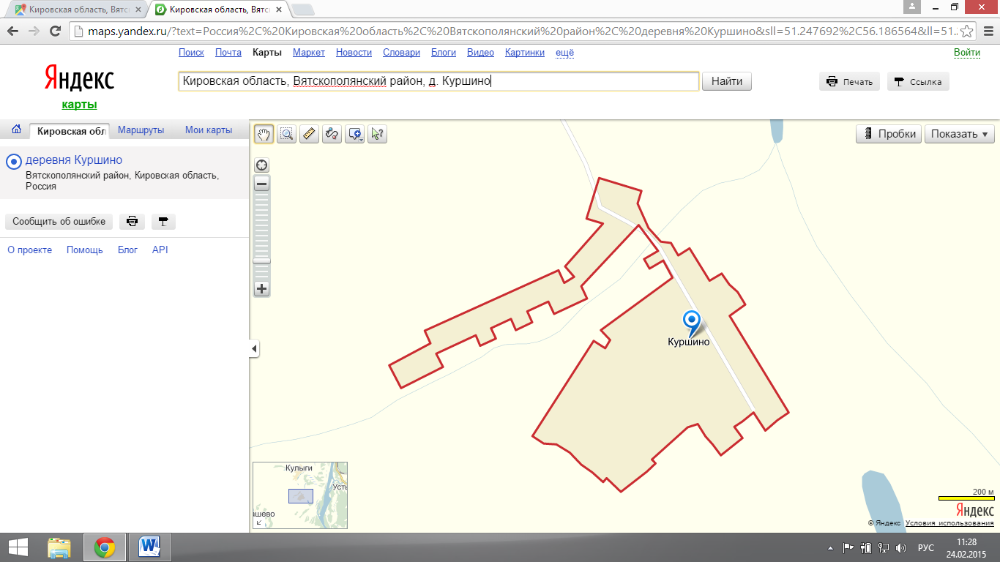 Кировская область, Вятс
Кировская область, Вятс
maps.yandex.ru/?text=Россия%2C%20Кировская%20область%2C%20Вятскополянский%20район%2C%20деревня%20Куршино&sll=51.247692%2C56.186564&ll=51.
Поиск Почта Карты Маркет Новости Словари Блоги Видео Картинки ещё
Войти
Яндекс
карты
Кировская область, Вятскополянский район, д. Куршино
Найти
Печать
Ссылка
Кировская обл
Маршруты
Мои карты
Пробки
Показать
деревня Куршино
Вятскополянский район, Кировская область,
Россия
Сообщить об ошибке
О проекте Помощь Блог API
Куршино
Кулыги
Усть
ашево
200 м
Яндекс
© Яндекс Условия использования
РУС
11:28
24.02.2015